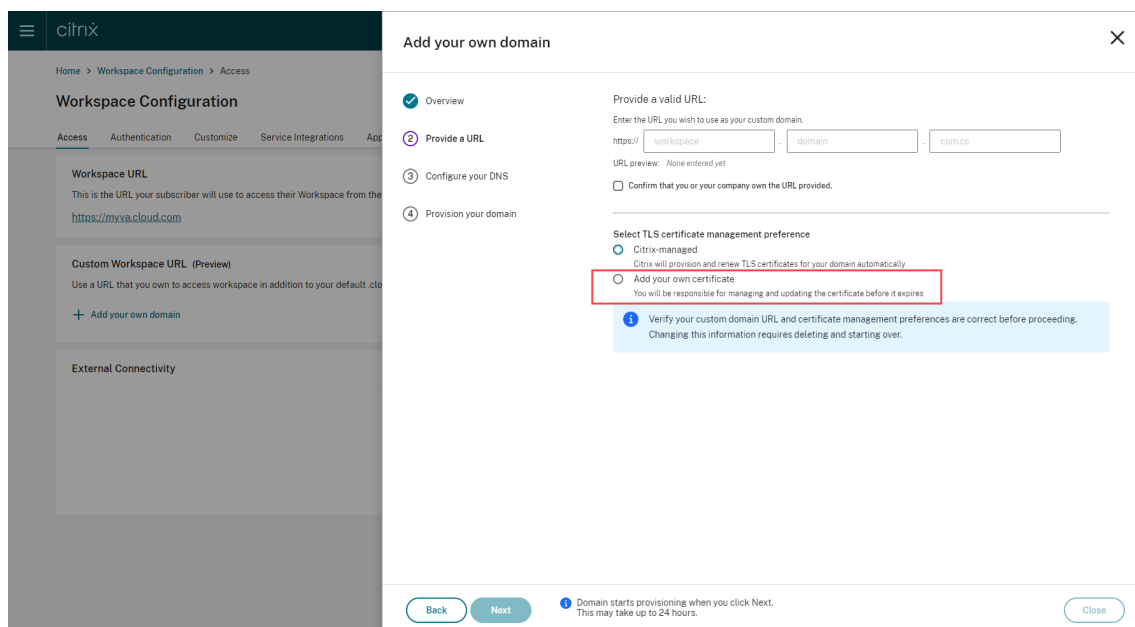 citrix
Home > Workspace Configuration > Access
Workspace Configuration
Access Authentication Customize Service Integrations App
Workspace URL
This is the URL your subscriber will use to access their Workspace from the
https://myva.cloud.com
Custom Workspace URL (Preview)
Use a URL that you own to access workspace in addition to your default .clo
+ Add your own domain
External Connectivity
Add your own domain
Overview
2 Provide a URL
3 Configure your DNS
4 Provision your domain
Provide a valid URL:
Enter the URL you wish to use as your custom domain.
https:// workspace . domain . com.cc
URL preview: None entered yet
Confirm that you or your company own the URL provided.
Select TLS certificate management preference
Citrix-managed
Citrix will provision and renew TLS certificates for your domain automatically
Add your own certificate
You will be responsible for managing and updating the certificate before it expires
Verify your custom domain URL and certificate management preferences are correct before proceeding.
Changing this information requires deleting and starting over.
Back Next
Domain starts provisioning when you click Next.
This may take up to 24 hours.
Close